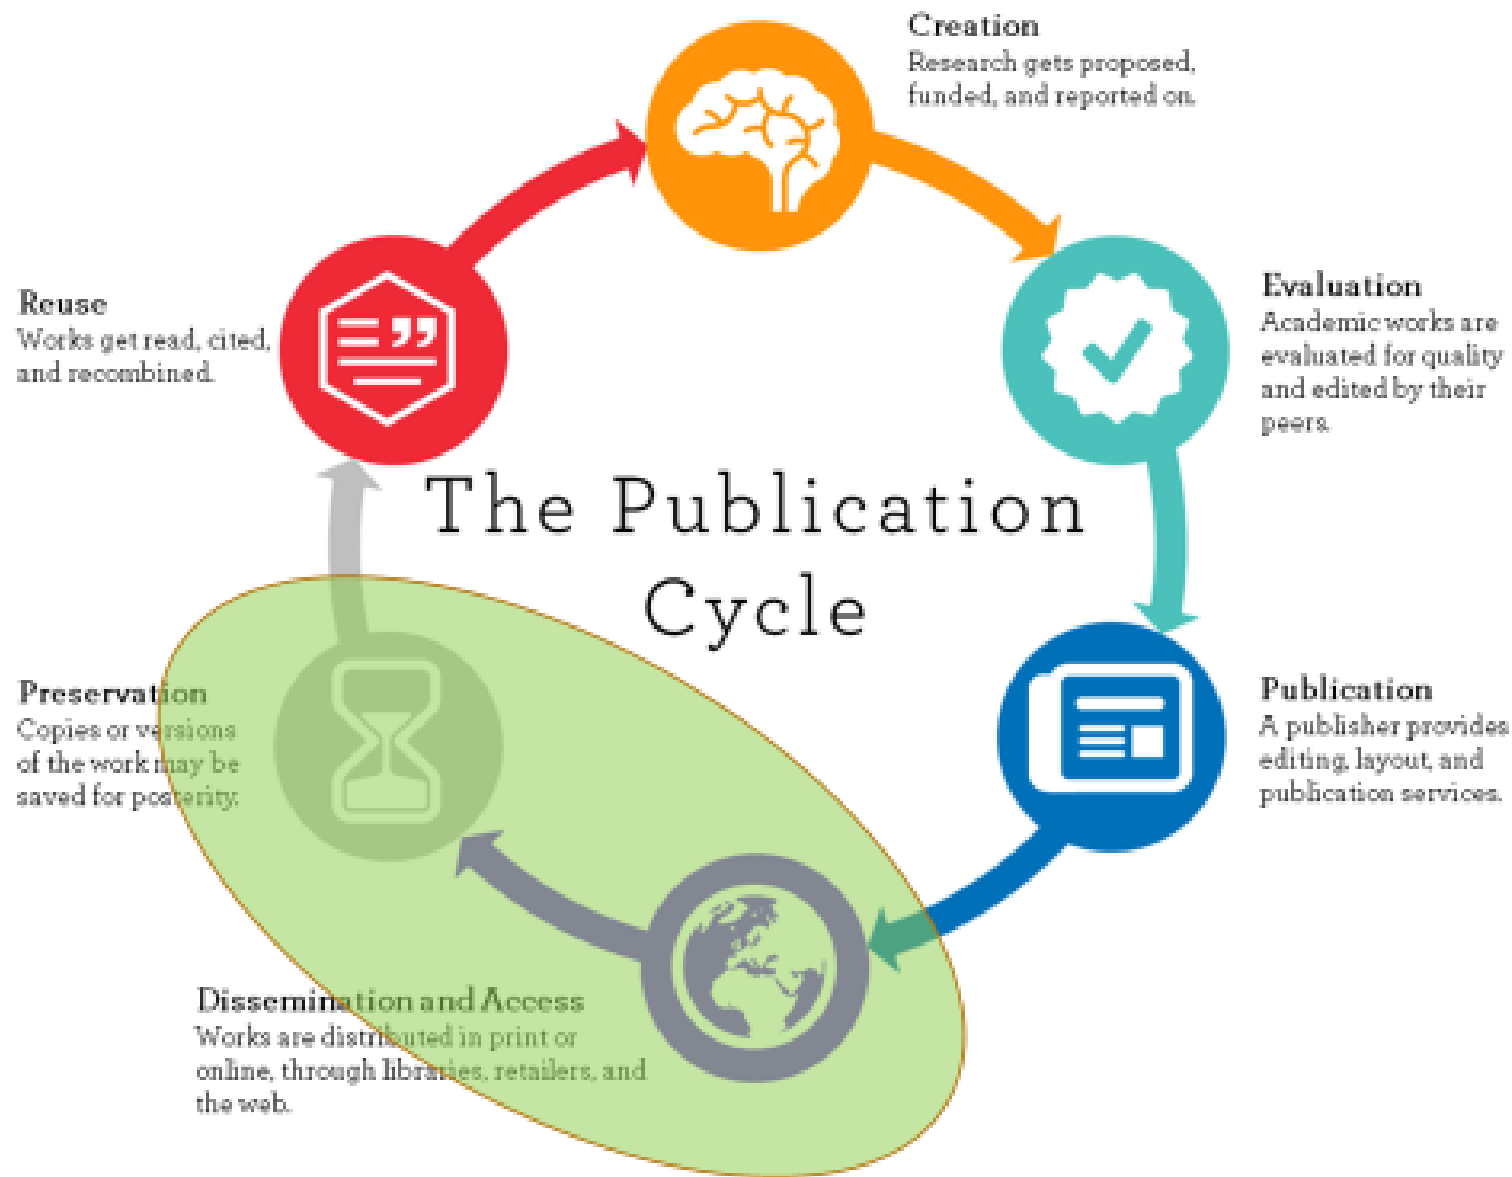 Creation
Research gets proposed,
funded, and reported on.
Evaluation
Academic works are
evaluated for quality
and edited by their
peers.
Publication
A publisher provides
editing, layout, and
publication services.
Dissemination and Access
Works are distributed in print or
online, through libraries, retailers, and
the web.
Preservation
Copies or versions
of the work may be
saved for posterity.
Reuse
Works get read, cited,
and recombined.
The Publication
Cycle